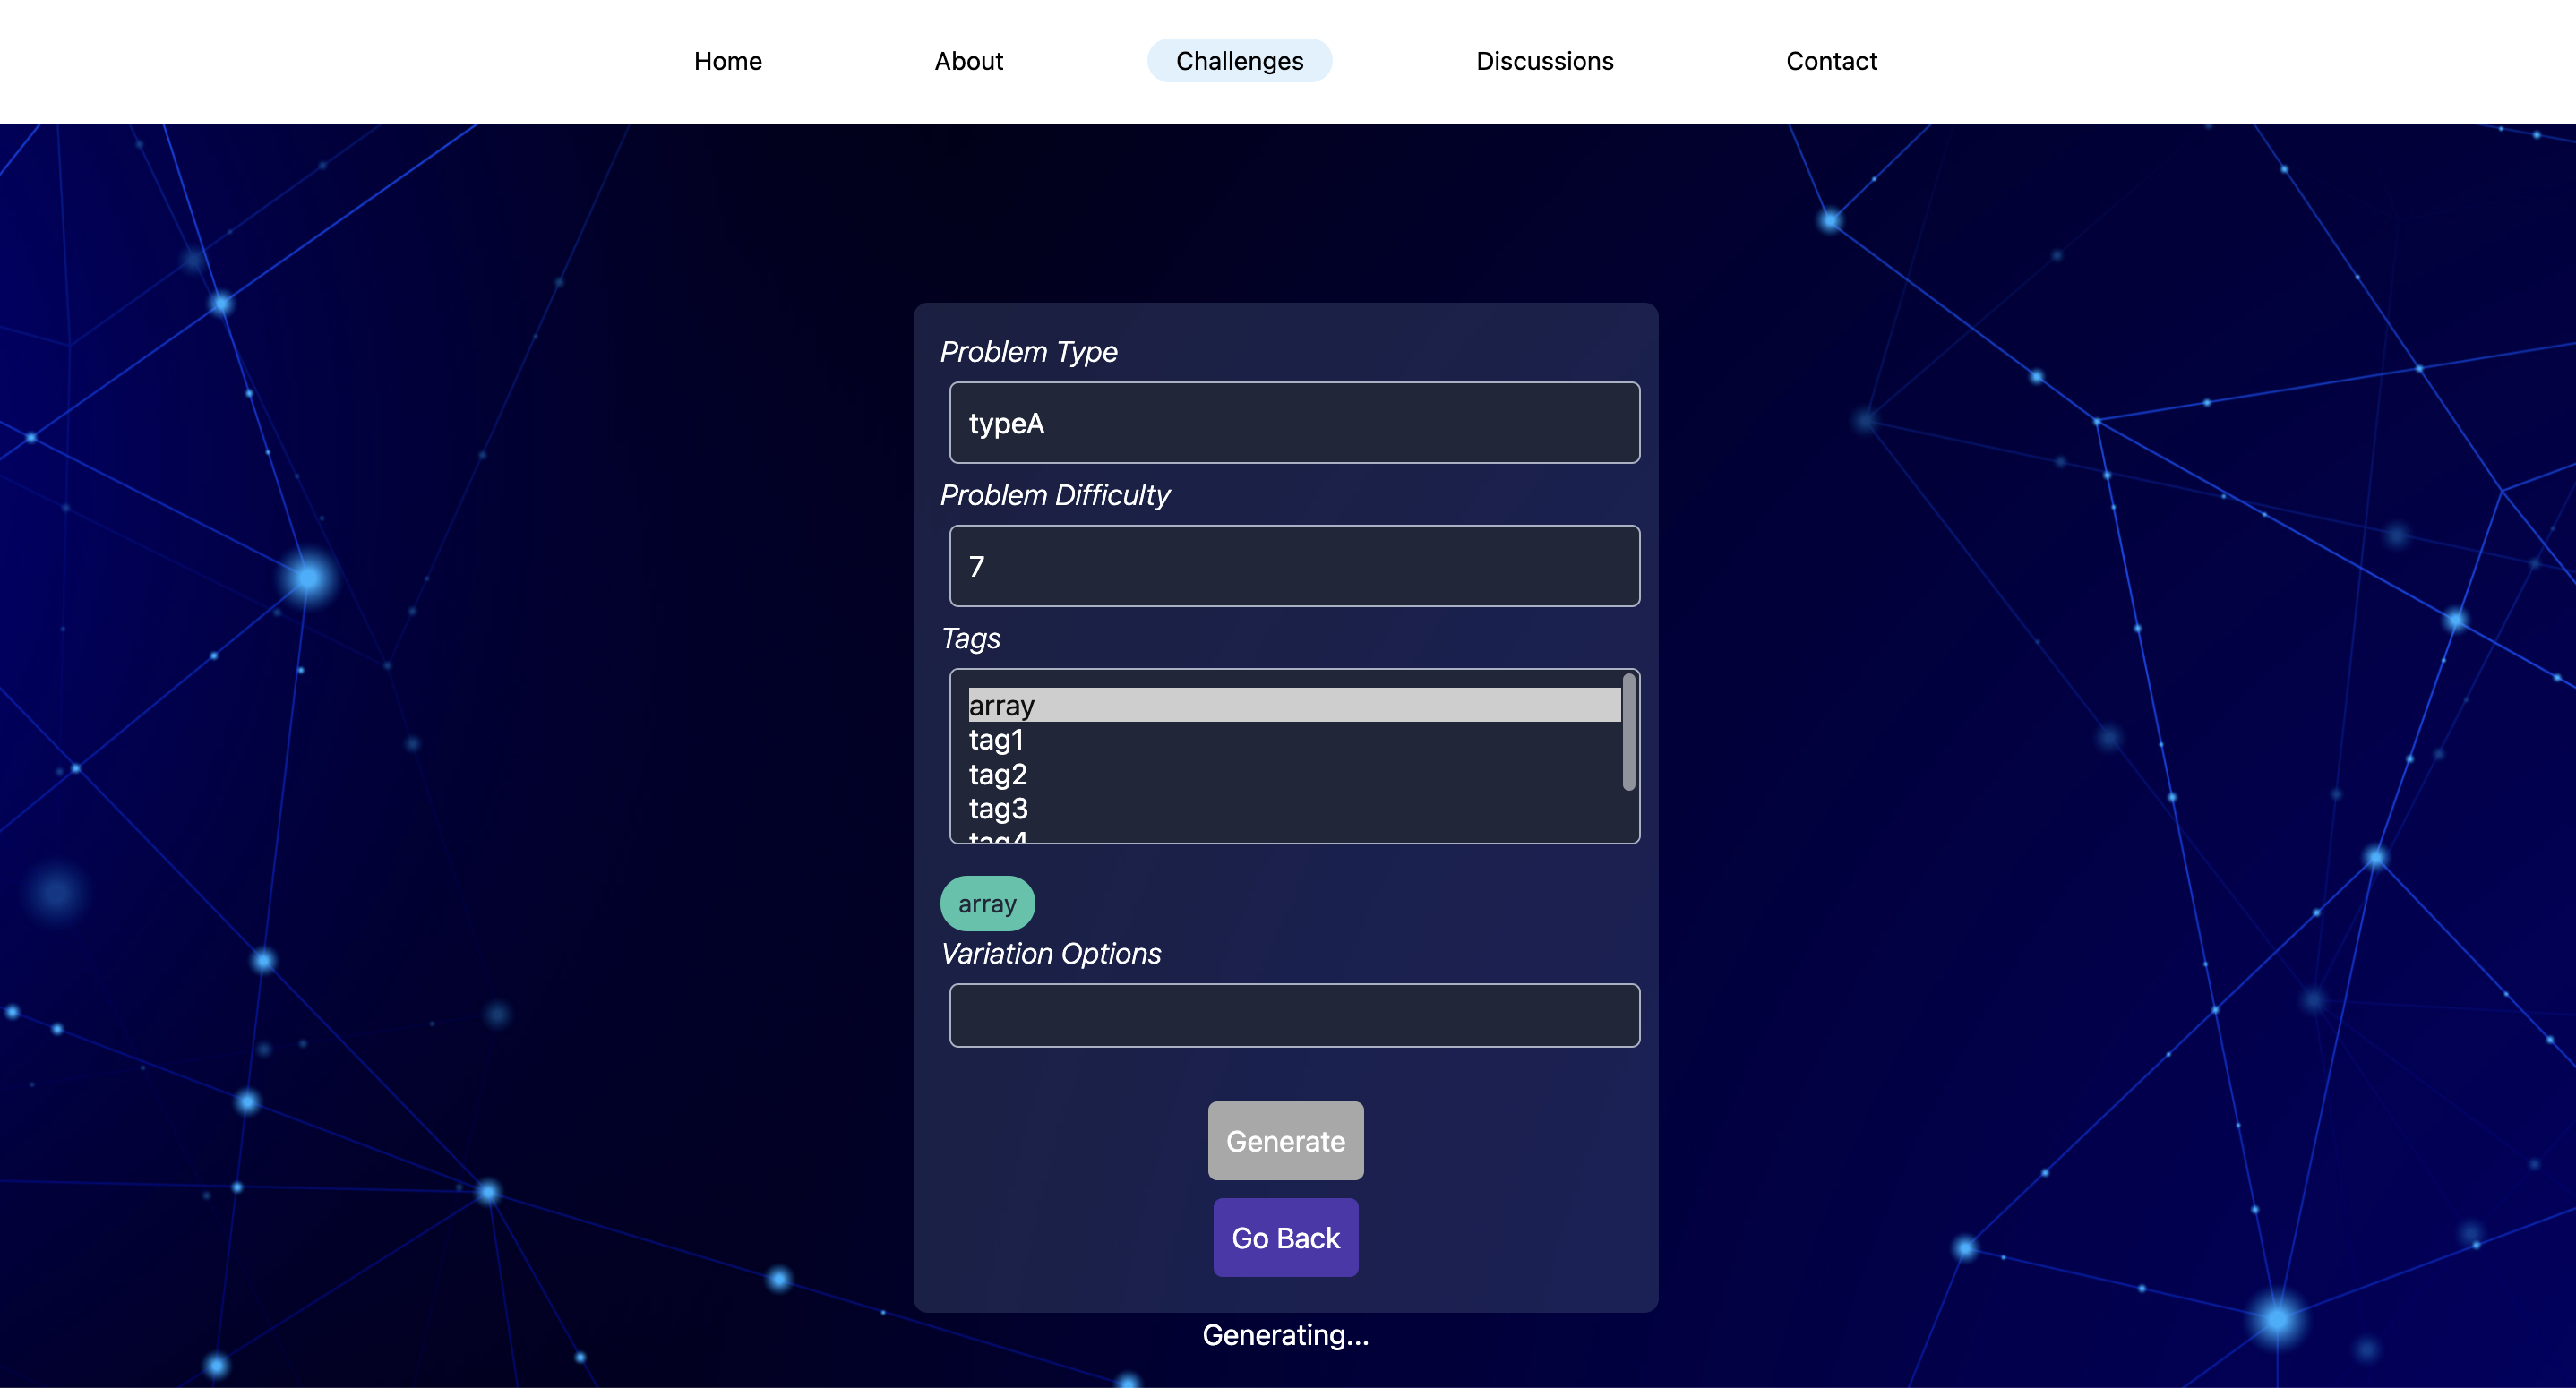 Home About Challenges Discussions Contact
Problem Type
typeA
Problem Difficulty
7
Tags
array
tag1
tag2
tag3
tag4
array
Variation Options
Generate
Go Back
Generating...